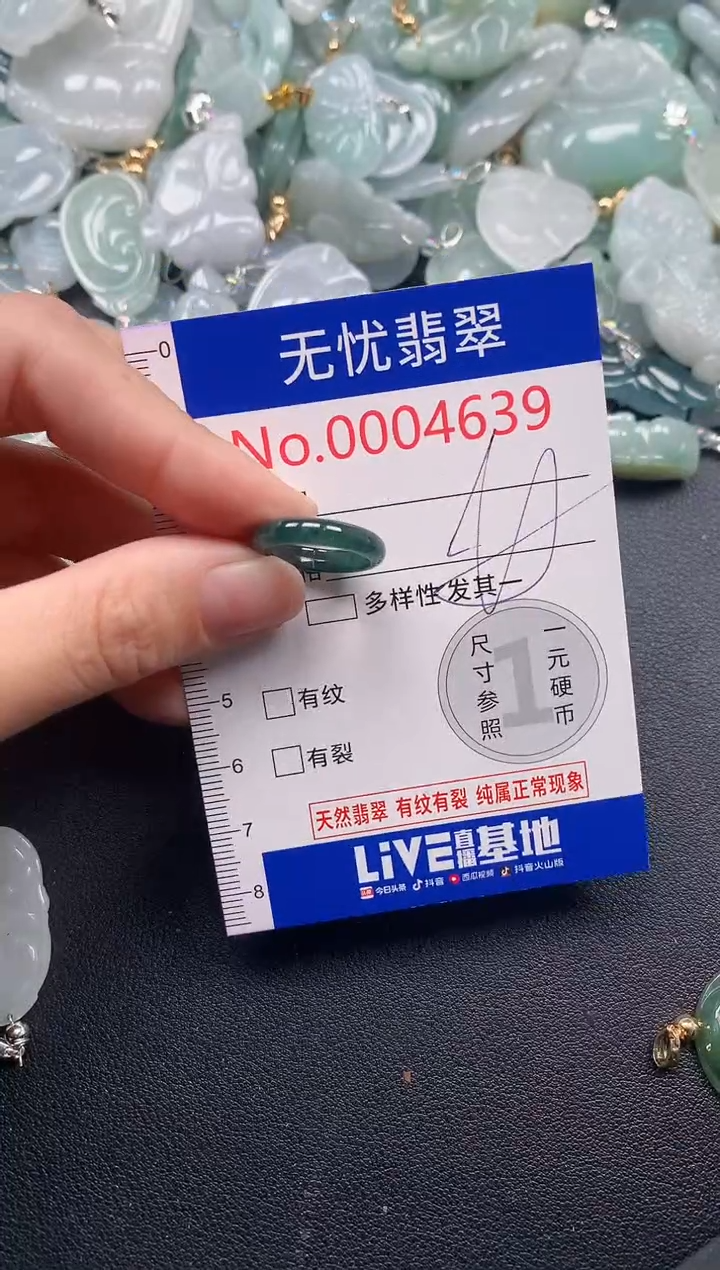 无忧翡翠
No.0004639
0
多样性 发其一
尺寸参照
1
一元硬币
5
有纹
6
有裂
7
天然翡翠 有纹有裂 纯属正常现象
8
LiVE直播基地
今日头条 抖音 西瓜视频 抖音火山版